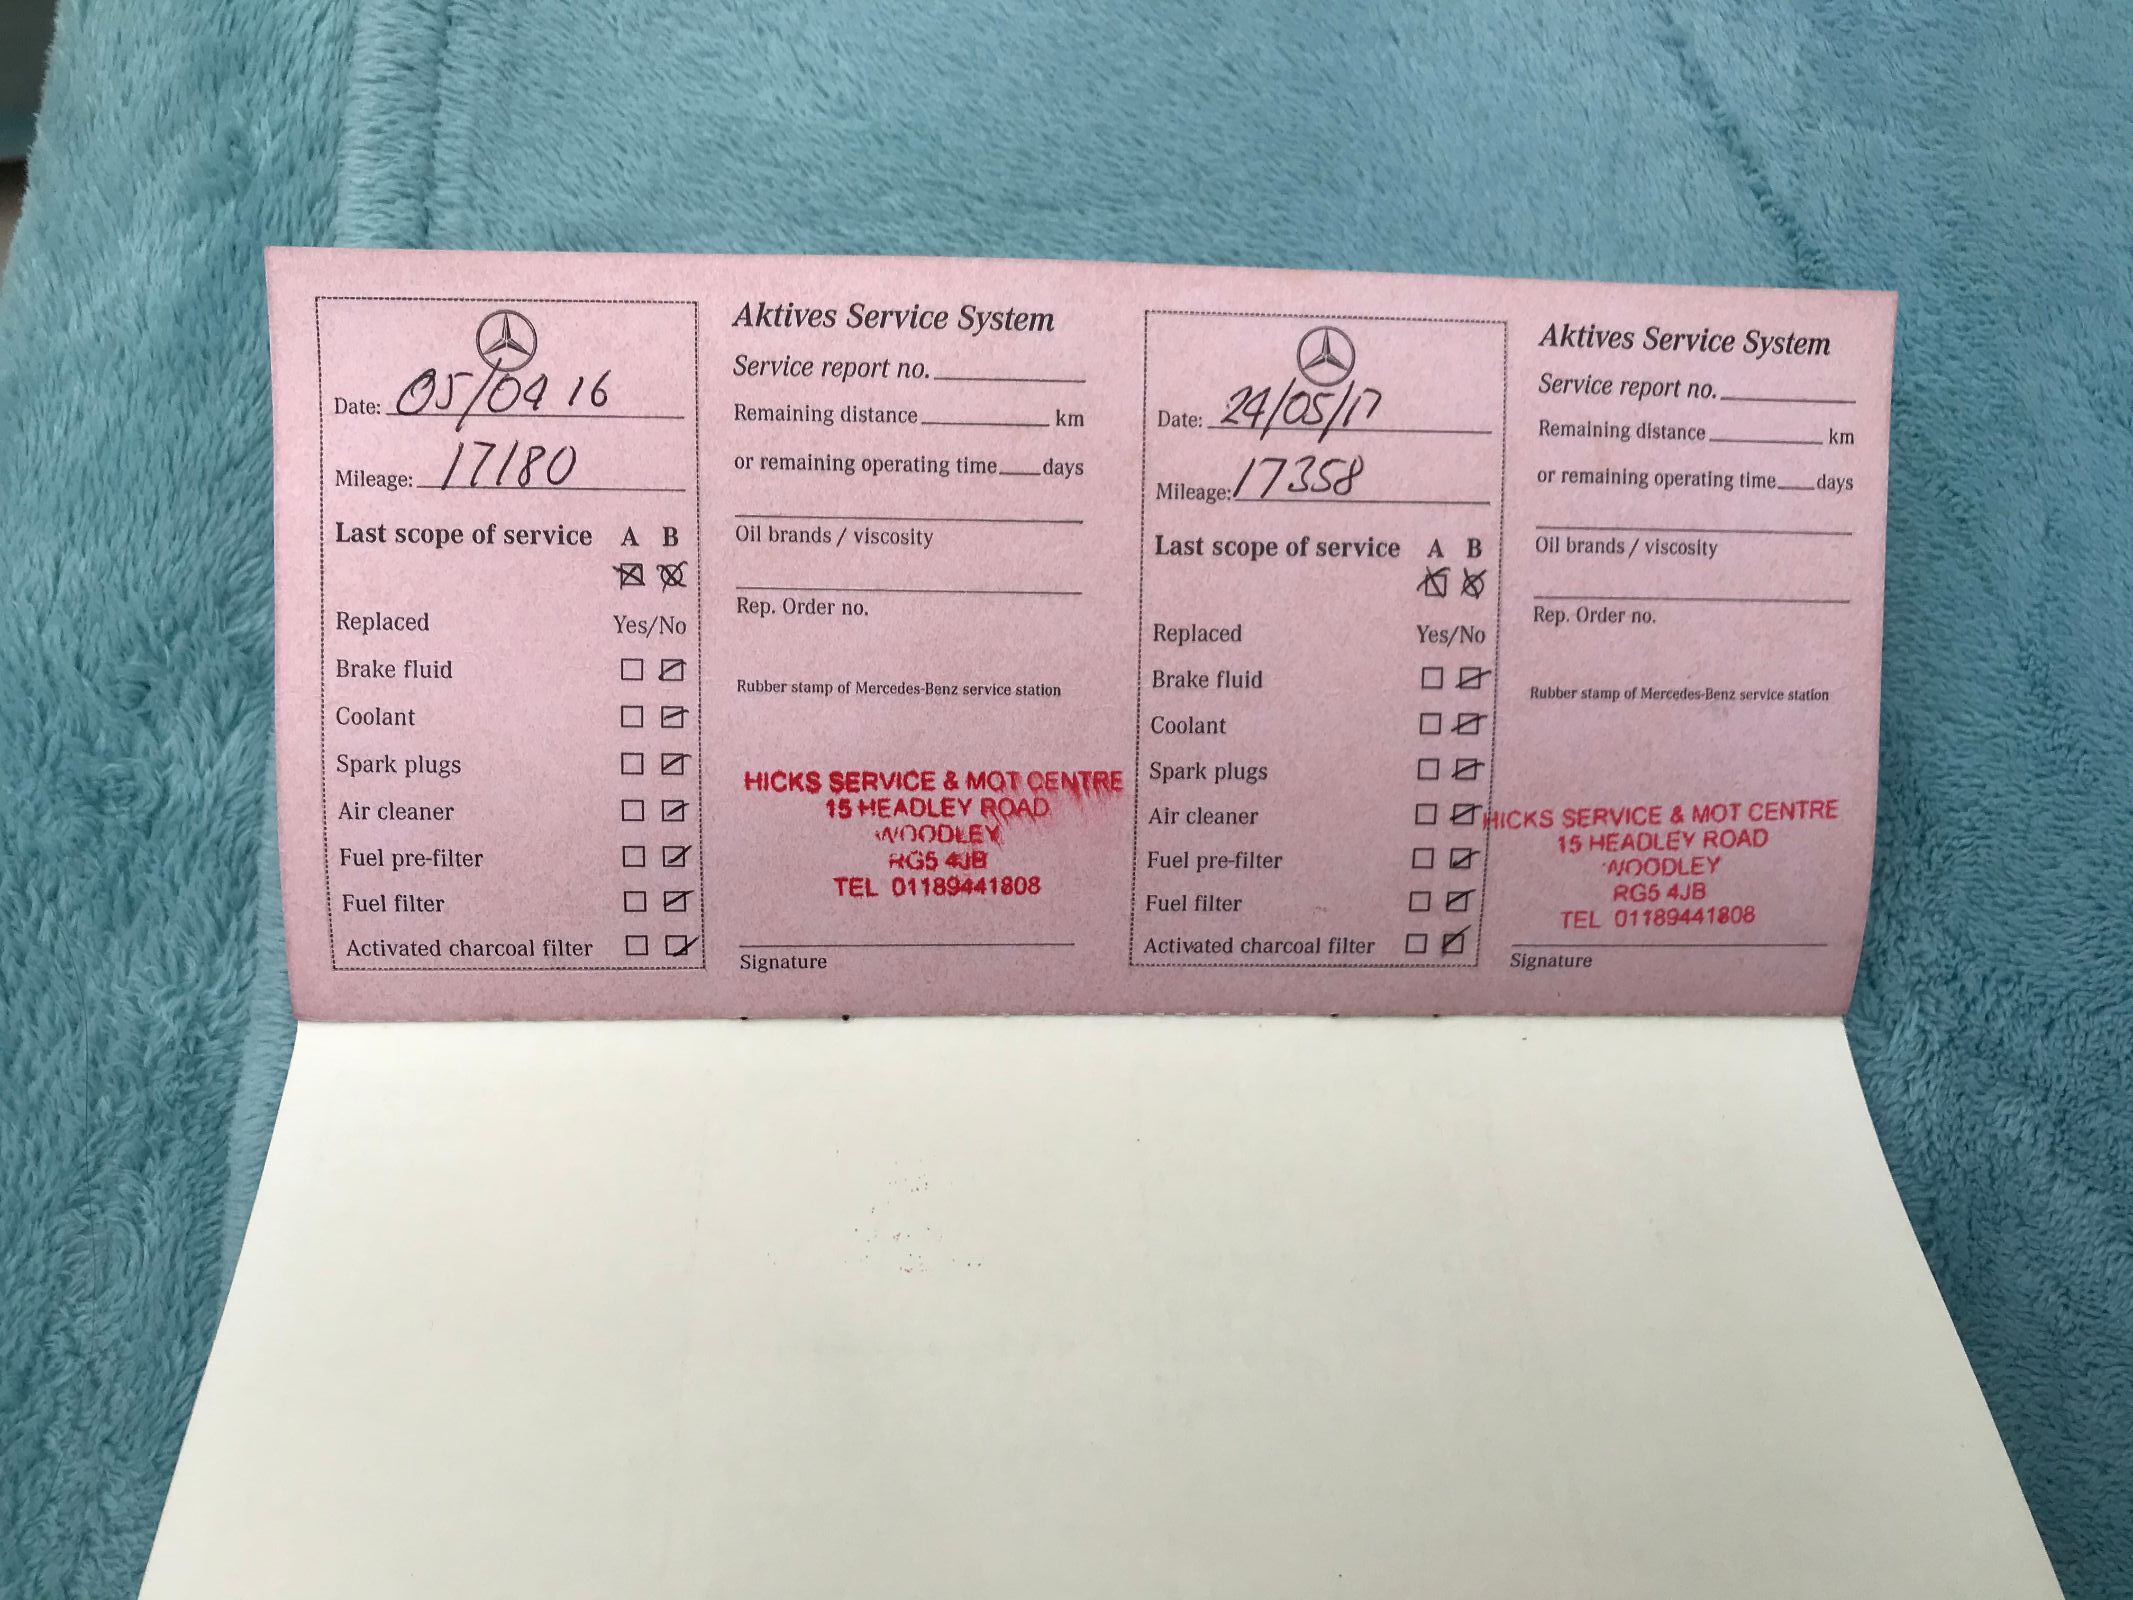 Date: 05/04 16
Mileage: 17180
Last scope of service A B
Replaced Yes/No
Brake fluid
Coolant
Spark plugs
Air cleaner
Fuel pre-filter
Fuel filter
Activated charcoal filter
Aktives Service System
Service report no.
Remaining distance km
or remaining operating time days
Oil brands / viscosity
Rep. Order no.
Rubber stamp of Mercedes-Benz service station
HICKS SERVICE & MOT CENTRE
15 HEADLEY ROAD
WOODLEY
RG5 4JB
TEL 01189441808
Signature
Date: 24/05/17
Mileage: 17358
Last scope of service A B
Replaced Yes/No
Brake fluid
Coolant
Spark plugs
Air cleaner
Fuel pre-filter
Fuel filter
Activated charcoal filter
Aktives Service System
Service report no.
Remaining distance km
or remaining operating time days
Oil brands / viscosity
Rep. Order no.
Rubber stamp of Mercedes-Benz service station
HICKS SERVICE & MOT CENTRE
15 HEADLEY ROAD
WOODLEY
RG5 4JB
TEL 01189441808
Signature